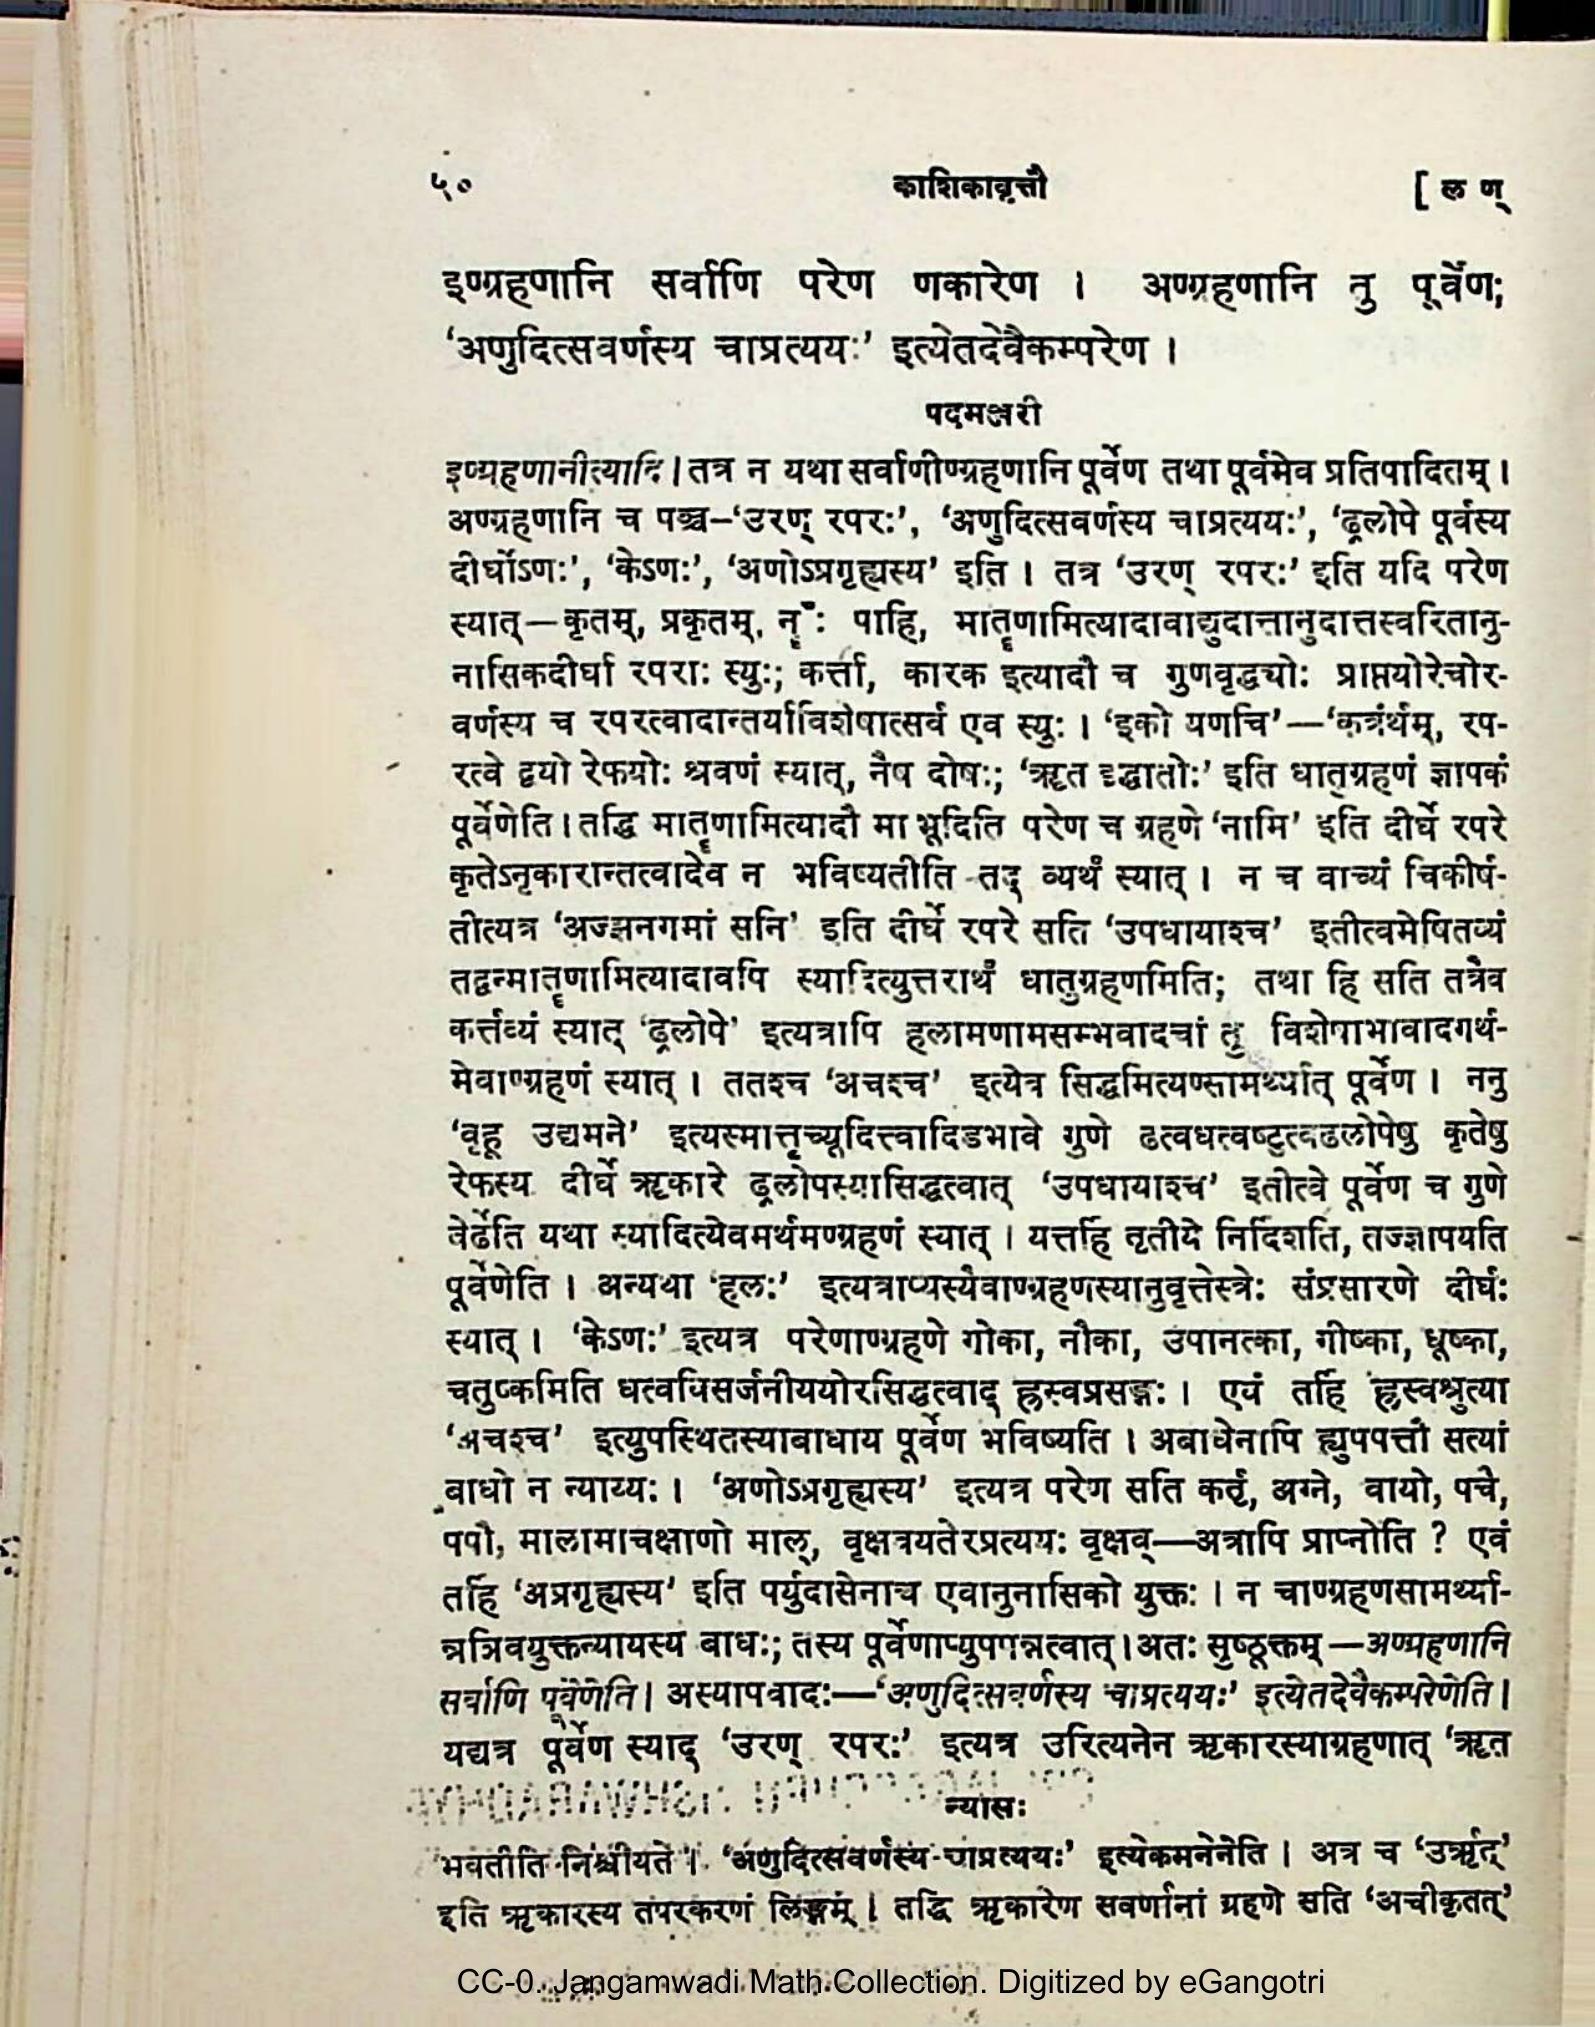 ५०
काशिकावृत्तौ
[ ल ण्
इण्ग्रहणानि सर्वाणि परेण णकारेण । अण्ग्रहणानि तु पूर्वेण;
‘अणुदित्सवर्णस्य चाप्रत्ययः’ इत्येतदेवैकम्परेण ।
पदमञ्जरी
इण्ग्रहणानीत्यादि । तत्र न यथा सर्वाणीण्ग्रहणानि पूर्वेण तथा पूर्वमेव प्रतिपादितम् ।
अण्ग्रहणानि च पञ्च–‘उरण् रपरः’, ‘अणुदित्सवर्णस्य चाप्रत्ययः’, ‘ढ्रलोपे पूर्वस्य
दीर्घोऽणः’, ‘केऽणः’, ‘अणोऽप्रगृह्यस्य’ इति । तत्र ‘उरण् रपरः’ इति यदि परेण
स्यात्—कृतम्, प्रकृतम्, नॄँः पाहि, मातॄणामित्यादावाद्युदात्तानुदात्तस्वरितानु-
नासिकदीर्घा रपराः स्युः; कर्त्ता, कारक इत्यादौ च गुणवृद्ध्योः प्राप्तयोरेचोर-
वर्णस्य च रपरत्वादान्तर्याविशेषात्सर्व एव स्युः । ‘इको यणचि’—‘कर्त्रर्थम्, रप-
रत्वे द्वयो रेफयोः श्रवणं स्यात्, नैष दोषः; ‘ॠत इद्धातोः’ इति धातुग्रहणं ज्ञापकं
पूर्वेणेति । तद्धि मातॄणामित्यादौ मा भूदिति परेण च ग्रहणे ‘नामि’ इति दीर्घे रपरे
कृतेऽनृकारान्तत्वादेव न भविष्यतीति तद् व्यर्थं स्यात् । न च वाच्यं चिकीर्ष-
तीत्यत्र ‘अज्झनगमां सनि’ इति दीर्घे रपरे सति ‘उपधायाश्च’ इतीत्वमेषितव्यं
तद्वन्मातॄणामित्यादावपि स्यादित्युत्तरार्थं धातुग्रहणमिति; तथा हि सति तत्रैव
कर्त्तव्यं स्यात् ‘ढ्रलोपे’ इत्यत्रापि हलामणामसम्भवादचां तु विशेषाभावादनर्थ-
मेवाण्ग्रहणं स्यात् । ततश्च ‘अचश्च’ इत्येत्र सिद्धमित्यण्सामर्थ्यात् पूर्वेण । ननु
‘वृहू उद्यमने’ इत्यस्मात्तृच्यूदित्त्वादिडभावे गुणे ढत्वधत्वष्टुत्वढलोपेषु कृतेषु
रेफस्य दीर्घे ॠकारे ढ्रलोपस्यासिद्धत्वात् ‘उपधायाश्च’ इतीत्वे पूर्वेण च गुणे
वेर्ढेति यथा स्यादित्येवमर्थमण्ग्रहणं स्यात् । यत्तर्हि तृतीये निर्दिशति, तज्ज्ञापयति
पूर्वेणेति । अन्यथा ‘हलः’ इत्यत्राप्यस्यैवाण्ग्रहणस्यानुवृत्तेस्त्रेः संप्रसारणे दीर्घः
स्यात् । ‘केऽणः’ इत्यत्र परेणाण्ग्रहणे गोका, नौका, उपानत्का, गीष्का, धूष्का,
चतुष्कमिति धत्वविसर्जनीययोरसिद्धत्वाद् ह्रस्वप्रसङ्गः । एवं तर्हि ह्रस्वश्रुत्या
‘अचश्च’ इत्युपस्थितस्याबाधाय पूर्वेण भविष्यति । अबाधेनापि ह्युपपत्तौ सत्यां
बाधो न न्याय्यः । ‘अणोऽप्रगृह्यस्य’ इत्यत्र परेण सति कर्तृ, अग्ने, वायो, पचे,
पपौ, मालामाचक्षाणो माल्, वृक्षव्रयतेरप्रत्ययः वृक्षव्—अत्रापि प्राप्नोति ? एवं
तर्हि ‘अप्रगृह्यस्य’ इति पर्युदासेनाच एवानुनासिको युक्तः । न चाण्ग्रहणसामर्थ्या-
न्नञिवयुक्तन्यायस्य बाधः; तस्य पूर्वेणाप्युपपन्नत्वात् । अतः सुष्ठूक्तम्—अण्ग्रहणानि
सर्वाणि पूर्वेणेति । अस्यापवादः—‘अणुदित्सवर्णस्य चाप्रत्ययः’ इत्येतदेवैकम्परेणेति ।
यद्यत्र पूर्वेण स्याद् ‘उरण् रपरः’ इत्यत्र उरित्यनेन ॠकारस्याग्रहणात् ‘ॠत
न्यासः
भवतीति निश्चीयते । ‘अणुदित्सवर्णस्य चाप्रत्ययः’ इत्येकमनेनेति । अत्र च ‘उरृत्’
इति ऋकारस्य तपरकरणं लिङ्गम् । तद्धि ऋकारेण सवर्णानां ग्रहणे सति ‘अचीकृतत्’
CC-0. Jangamwadi Math Collection. Digitized by eGangotri